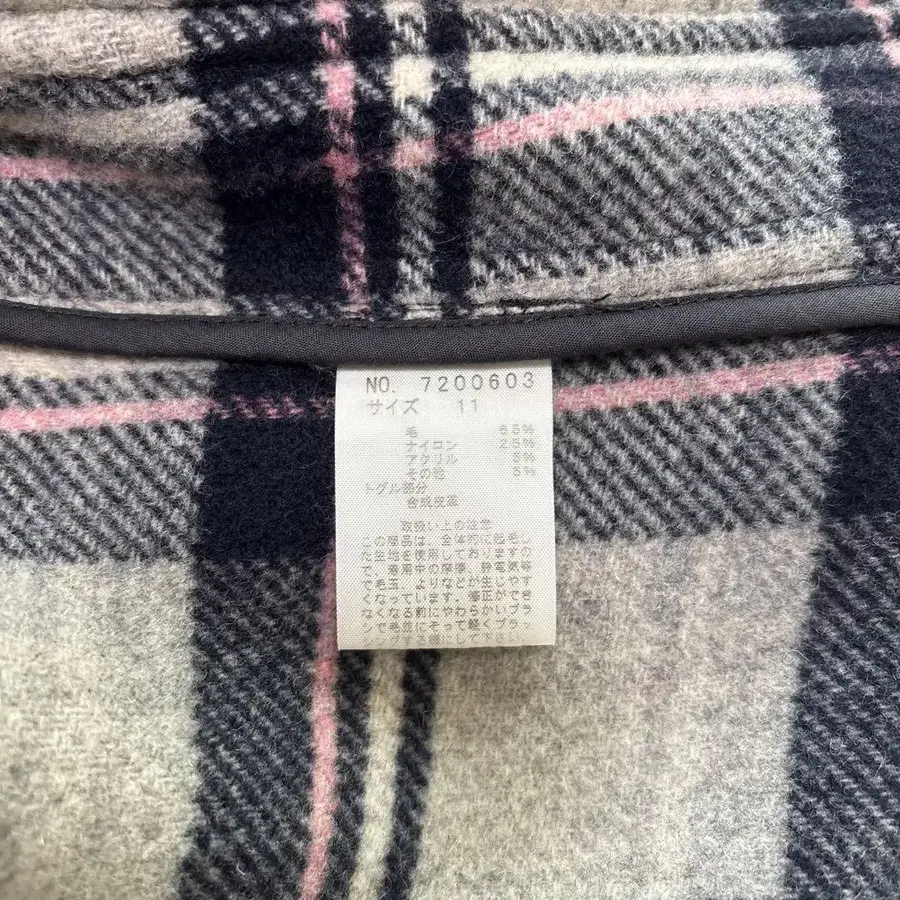 NO. 7200603
サイズ 11
毛 65%
ナイロン 25%
アクリル 5%
その他 5%
トグル部分
合成皮革
取扱い上の注意
この商品は、全体的に起毛し
た生地を使用しておりますの
で、着用中の摩擦、静電気等
で毛玉、よりなどが生じやす
くなっています。修正ができ
なくなる前にやわらかいブラ
シで毛並にそって軽くブラッ
シングする様にして下さい。